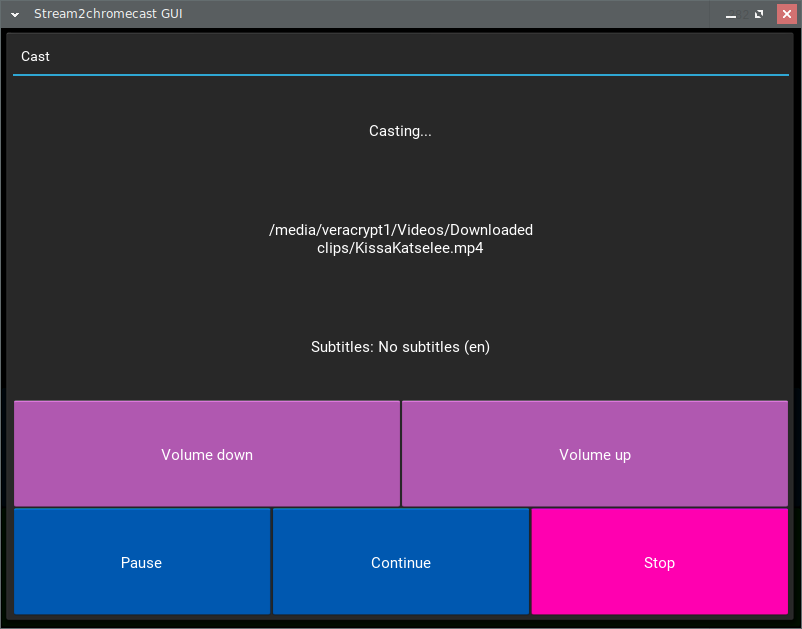 Stream2chromecast GUI
Cast
Casting...
/media/veracrypt1/Videos/Downloaded
clips/KissaKatselee.mp4
Subtitles: No subtitles (en)
Volume down
Volume up
Pause
Continue
Stop